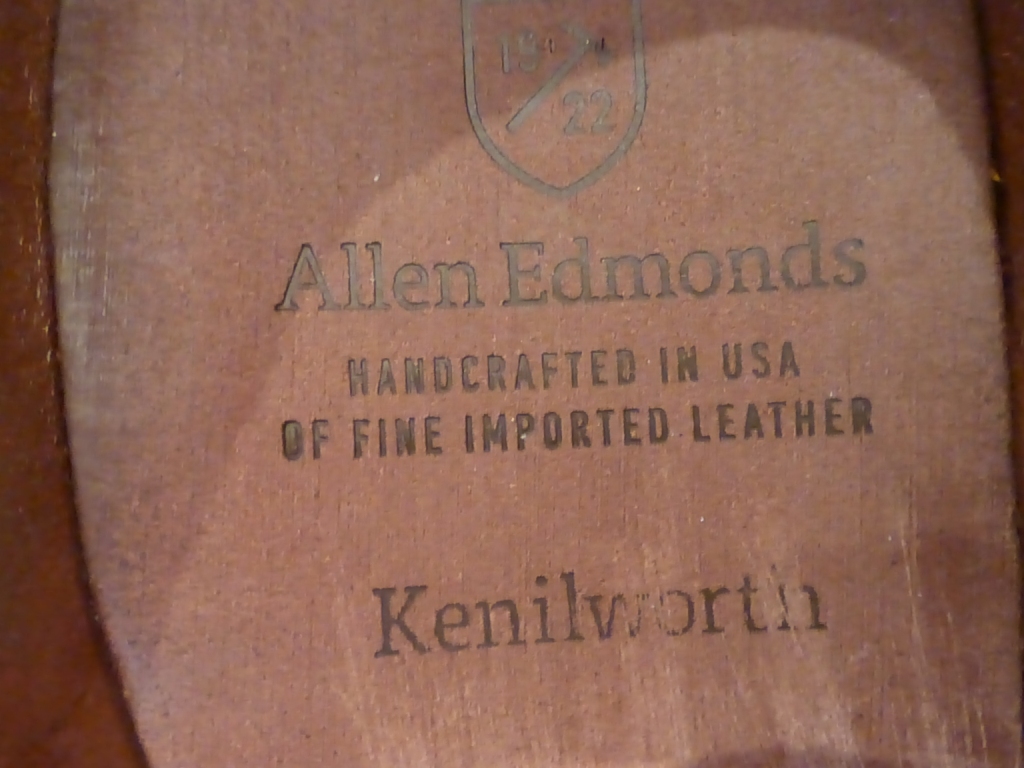 19
22
Allen Edmonds
HANDCRAFTED IN USA
OF FINE IMPORTED LEATHER
Kenilworth